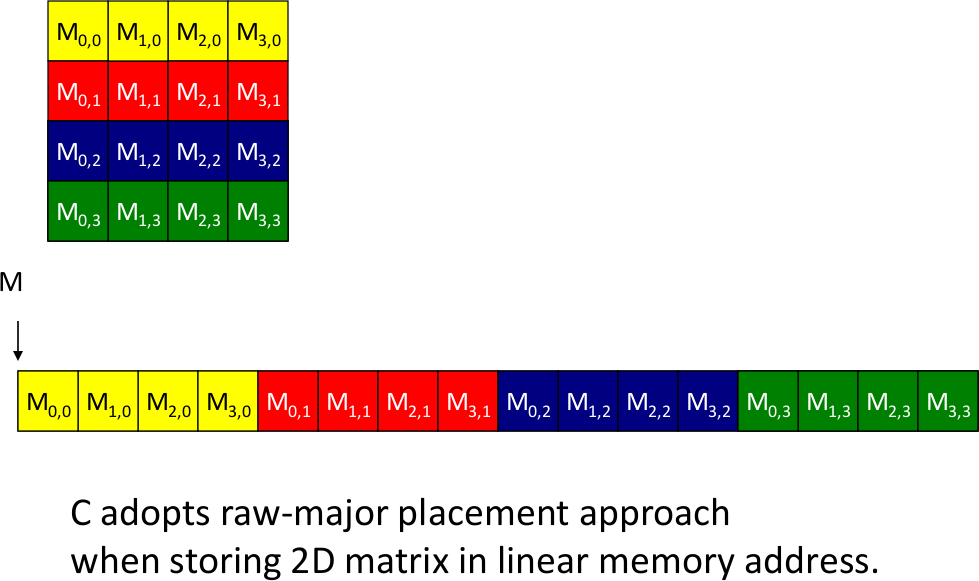 M0,0 M1,0 M2,0 M3,0
M0,1 M1,1 M2,1 M3,1
M0,2 M1,2 M2,2 M3,2
M0,3 M1,3 M2,3 M3,3
M
M0,0 M1,0 M2,0 M3,0 M0,1 M1,1 M2,1 M3,1 M0,2 M1,2 M2,2 M3,2 M0,3 M1,3 M2,3 M3,3
C adopts raw-major placement approach
when storing 2D matrix in linear memory address.